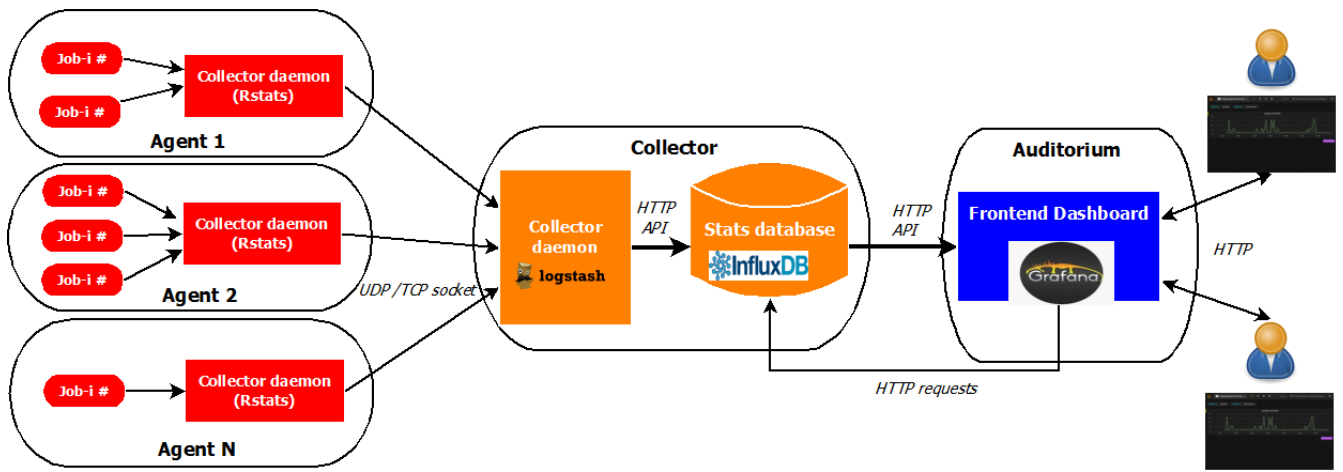 Job-i #
Job-i #
Collector daemon
(Rstats)
Agent 1
Job-i #
Job-i #
Job-i #
Collector daemon
(Rstats)
Agent 2
Job-i #
Collector daemon
(Rstats)
Agent N
UDP /TCP socket
Collector
Collector
daemon
logstash
HTTP
API
Stats database
InfluxDB
HTTP
API
HTTP requests
Auditorium
Frontend Dashboard
Grafana
HTTP